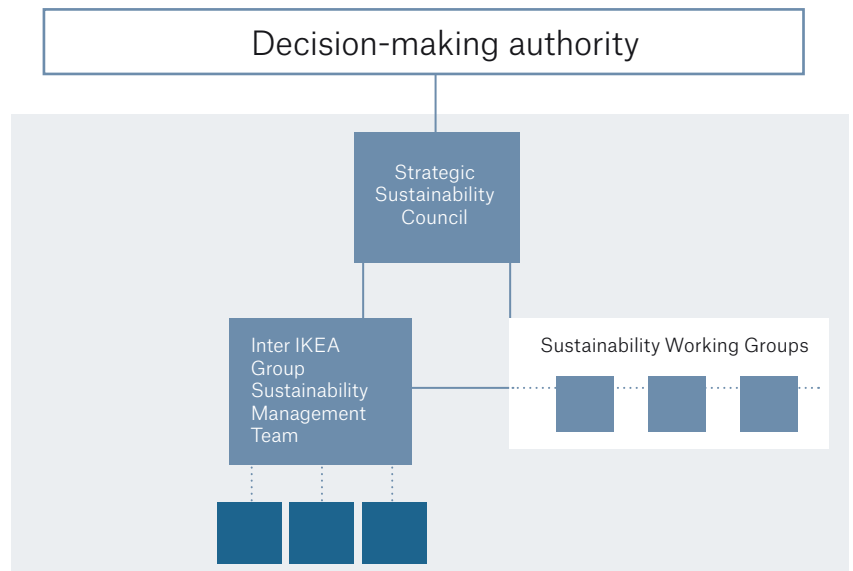 Decision-making authority
Strategic
Sustainability
Council
Inter IKEA
Group
Sustainability
Management
Team
Sustainability Working Groups